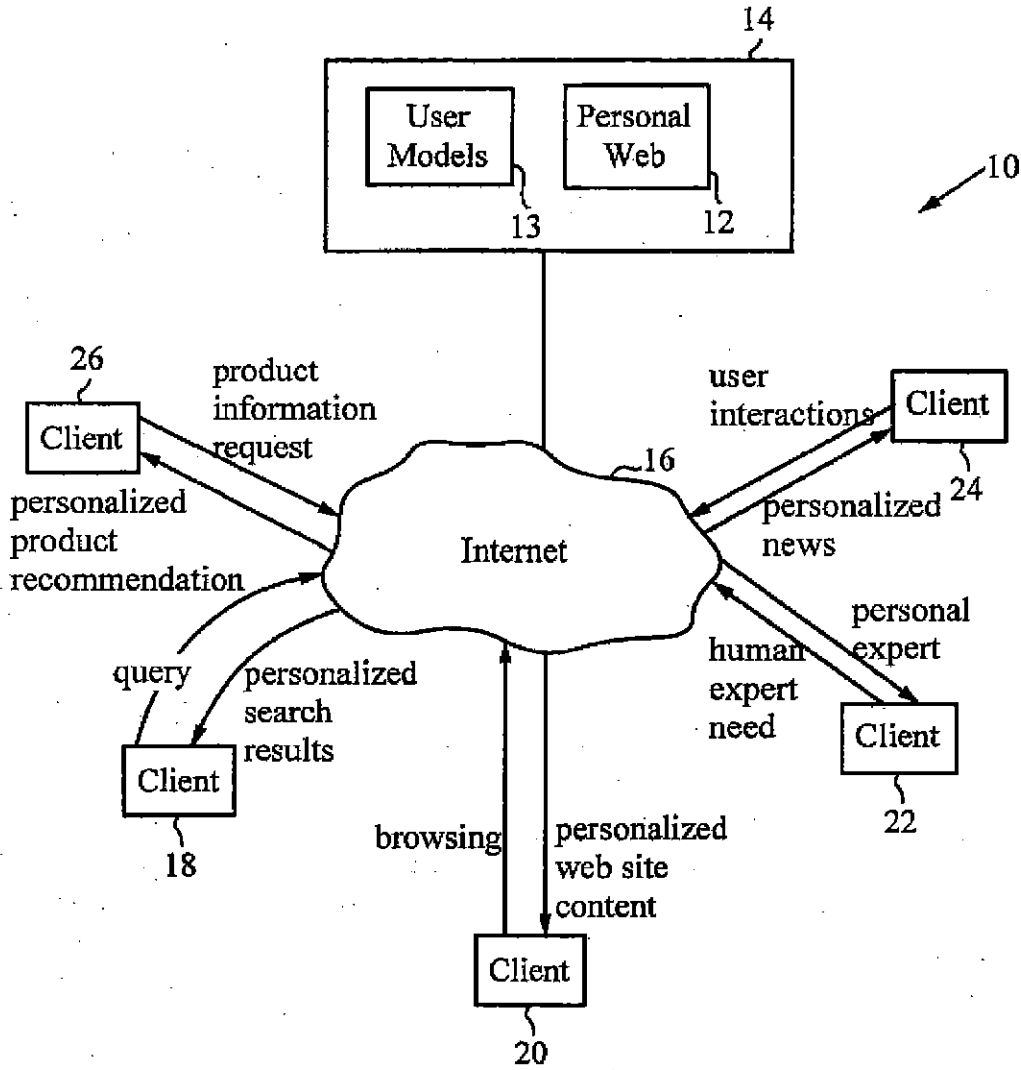 14
User
Models
Personal
Web
13
12
10
26
Client
product
information
request
user
interactions
Client
24
16
Internet
personalized
product
recommendation
personalized
news
query
personalized
search
results
Client
18
personal
expert
human
expert
need
Client
22
browsing
personalized
web site
content
Client
20